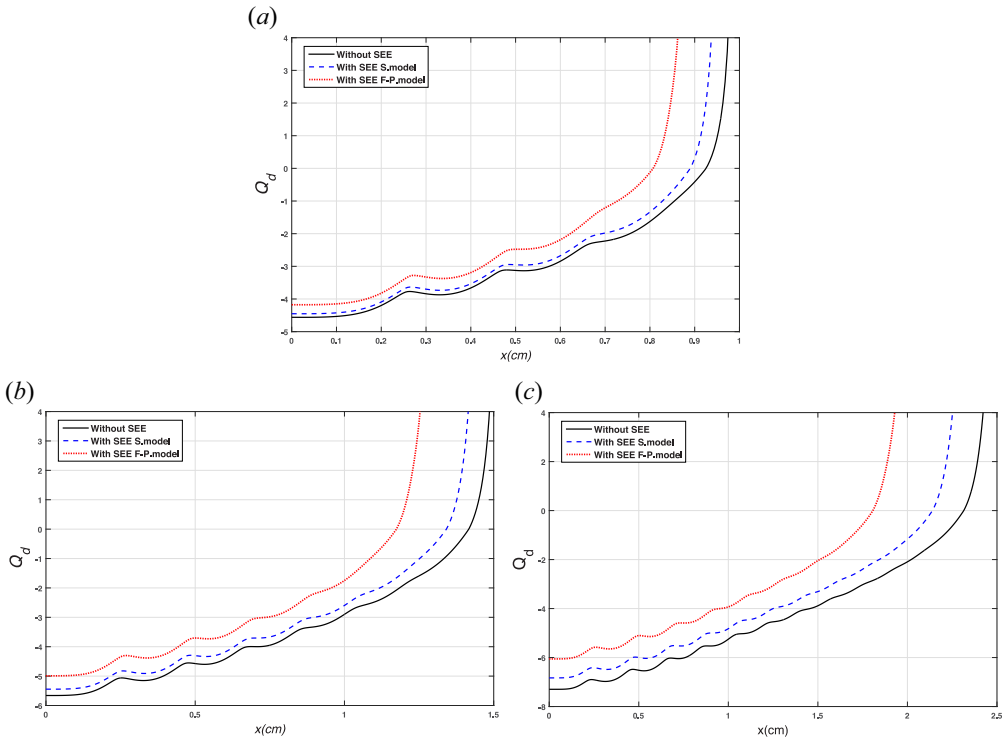 (a)
4
3
2
1
0
-1
-2
-3
-4
-5
Q_d
Without SEE
With SEE S.model
With SEE F-P.model
0 0.1 0.2 0.3 0.4 0.5 0.6 0.7 0.8 0.9 1
x(cm)
(b)
4
3
2
1
0
-1
-2
-3
-4
-5
-6
Q_d
Without SEE
With SEE S.model
With SEE F-P.model
0 0.5 1 1.5
x(cm)
(c)
4
2
0
-2
-4
-6
-8
Q_d
Without SEE
With SEE S.model
With SEE F-P.model
0 0.5 1 1.5 2 2.5
x(cm)